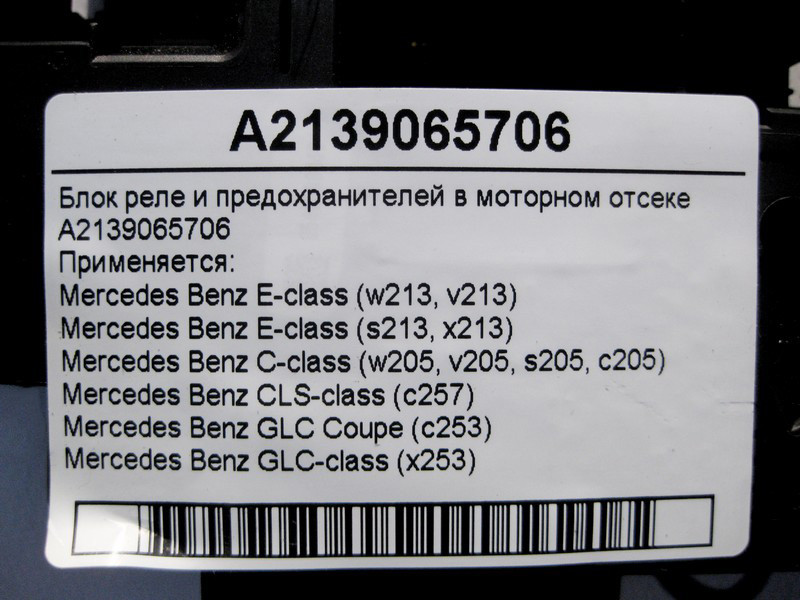 A2139065706
Блок реле и предохранителей в моторном отсеке
A2139065706
Применяется:
Mercedes Benz E-class (w213, v213)
Mercedes Benz E-class (s213, x213)
Mercedes Benz C-class (w205, v205, s205, c205)
Mercedes Benz CLS-class (c257)
Mercedes Benz GLC Coupe (c253)
Mercedes Benz GLC-class (x253)